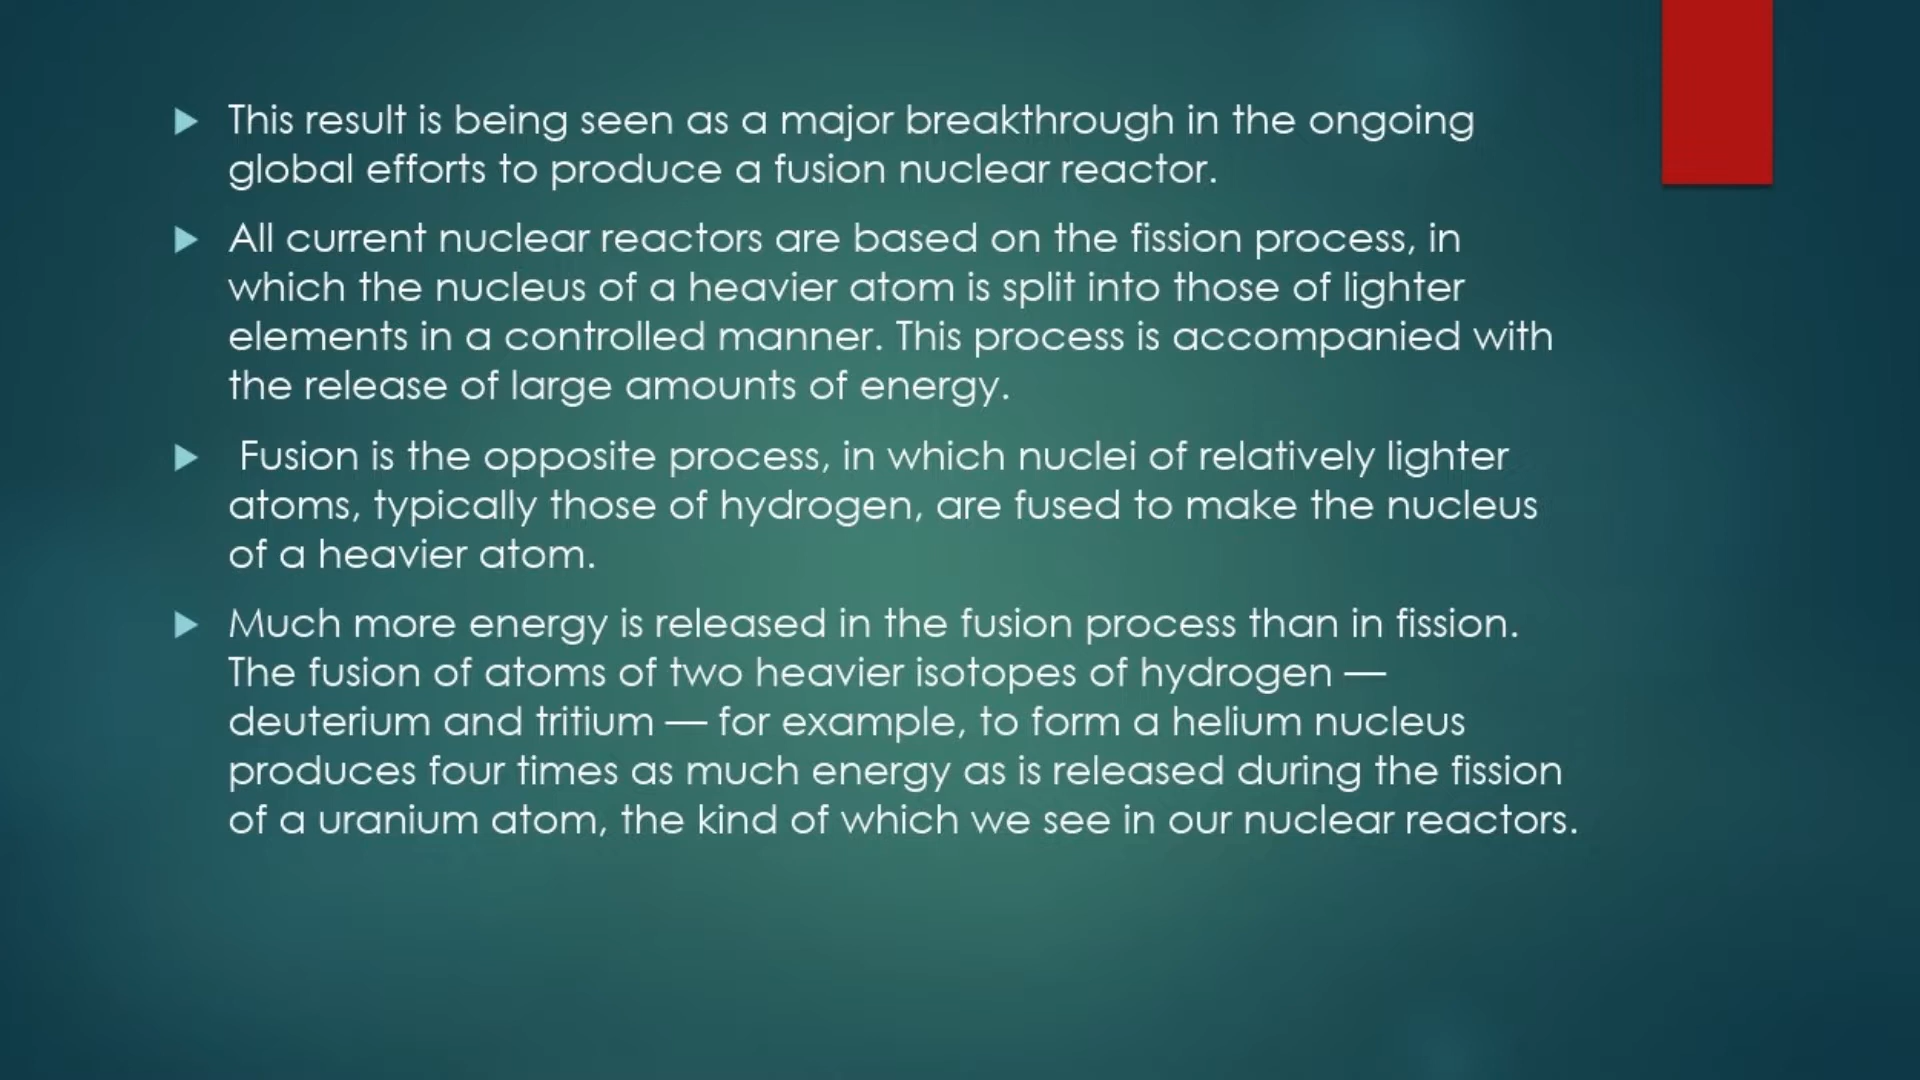 This result is being seen as a major breakthrough in the ongoing
global efforts to produce a fusion nuclear reactor.
All current nuclear reactors are based on the fission process, in
which the nucleus of a heavier atom is split into those of lighter
elements in a controlled manner. This process is accompanied with
the release of large amounts of energy.
Fusion is the opposite process, in which nuclei of relatively lighter
atoms, typically those of hydrogen, are fused to make the nucleus
of a heavier atom.
Much more energy is released in the fusion process than in fission.
The fusion of atoms of two heavier isotopes of hydrogen —
deuterium and tritium — for example, to form a helium nucleus
produces four times as much energy as is released during the fission
of a uranium atom, the kind of which we see in our nuclear reactors.